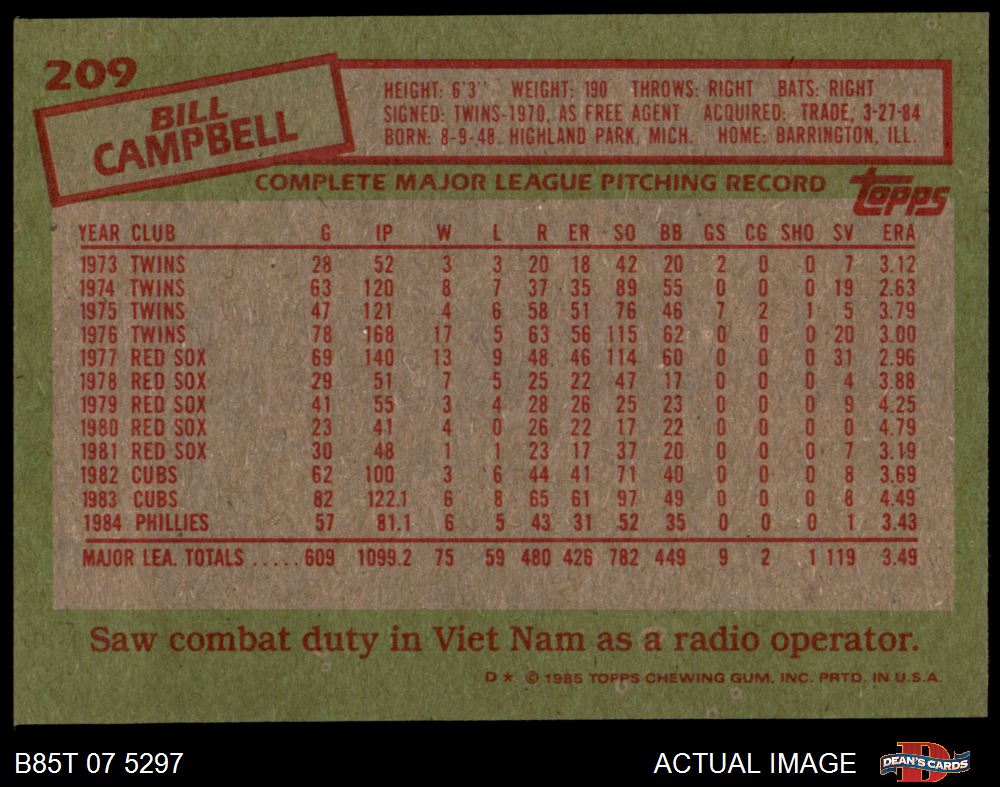 209
BILL
CAMPBELL
HEIGHT: 6'3" WEIGHT: 190 THROWS: RIGHT BATS: RIGHT
SIGNED: TWINS-1970, AS FREE AGENT ACQUIRED: TRADE, 3-27-84
BORN: 8-9-48, HIGHLAND PARK, MICH. HOME: BARRINGTON, ILL.
COMPLETE MAJOR LEAGUE PITCHING RECORD
topps
YEAR CLUB G IP W L R ER SO BB GS CG SHO SV ERA
1973 TWINS 28 52 3 3 20 18 42 20 2 0 0 7 3.12
1974 TWINS 63 120 8 7 37 35 89 55 0 0 0 19 2.63
1975 TWINS 47 121 4 6 58 51 76 46 7 2 1 5 3.79
1976 TWINS 78 168 17 5 63 56 115 62 0 0 0 20 3.00
1977 RED SOX 69 140 13 9 48 46 114 60 0 0 0 31 2.96
1978 RED SOX 29 51 7 5 25 22 47 17 0 0 0 4 3.88
1979 RED SOX 41 55 3 4 28 26 25 23 0 0 0 9 4.25
1980 RED SOX 23 41 4 0 26 22 17 22 0 0 0 0 4.79
1981 RED SOX 30 48 1 1 23 17 37 20 0 0 0 7 3.19
1982 CUBS 62 100 3 6 44 41 71 40 0 0 0 8 3.69
1983 CUBS 82 122.1 6 8 65 61 97 49 0 0 0 8 4.49
1984 PHILLIES 57 81.1 6 5 43 31 52 35 0 0 0 1 3.43
MAJOR LEA. TOTALS ..... 609 1099.2 75 59 480 426 782 449 9 2 1 119 3.49
Saw combat duty in Viet Nam as a radio operator.
D * © 1985 TOPPS CHEWING GUM, INC. PRTD. IN U.S.A.
B85T 07 5297 ACTUAL IMAGE D DEAN'S CARDS